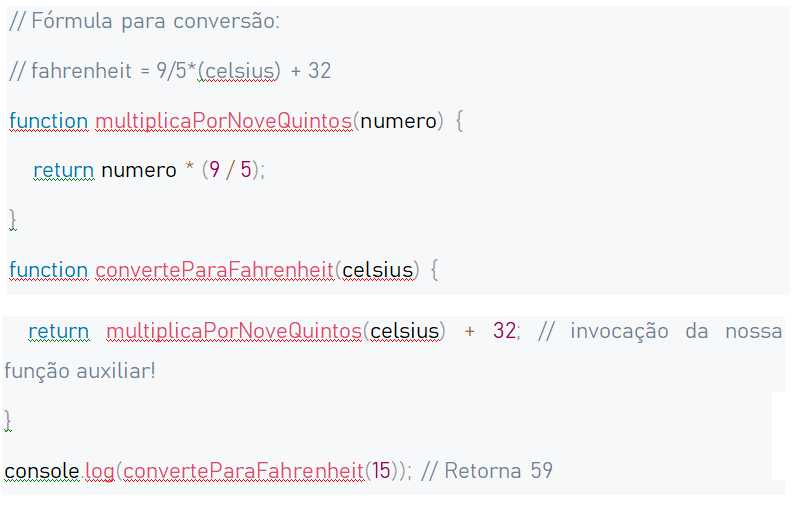 // Fórmula para conversão:
// fahrenheit = 9/5*(celsius) + 32
function multiplicaPorNoveQuintos(numero) {
return numero * (9 / 5);
}
function converteParaFahrenheit(celsius) {
return multiplicaPorNoveQuintos(celsius) + 32; // invocação da nossa
função auxiliar!
}
console.log(converteParaFahrenheit(15)); // Retorna 59